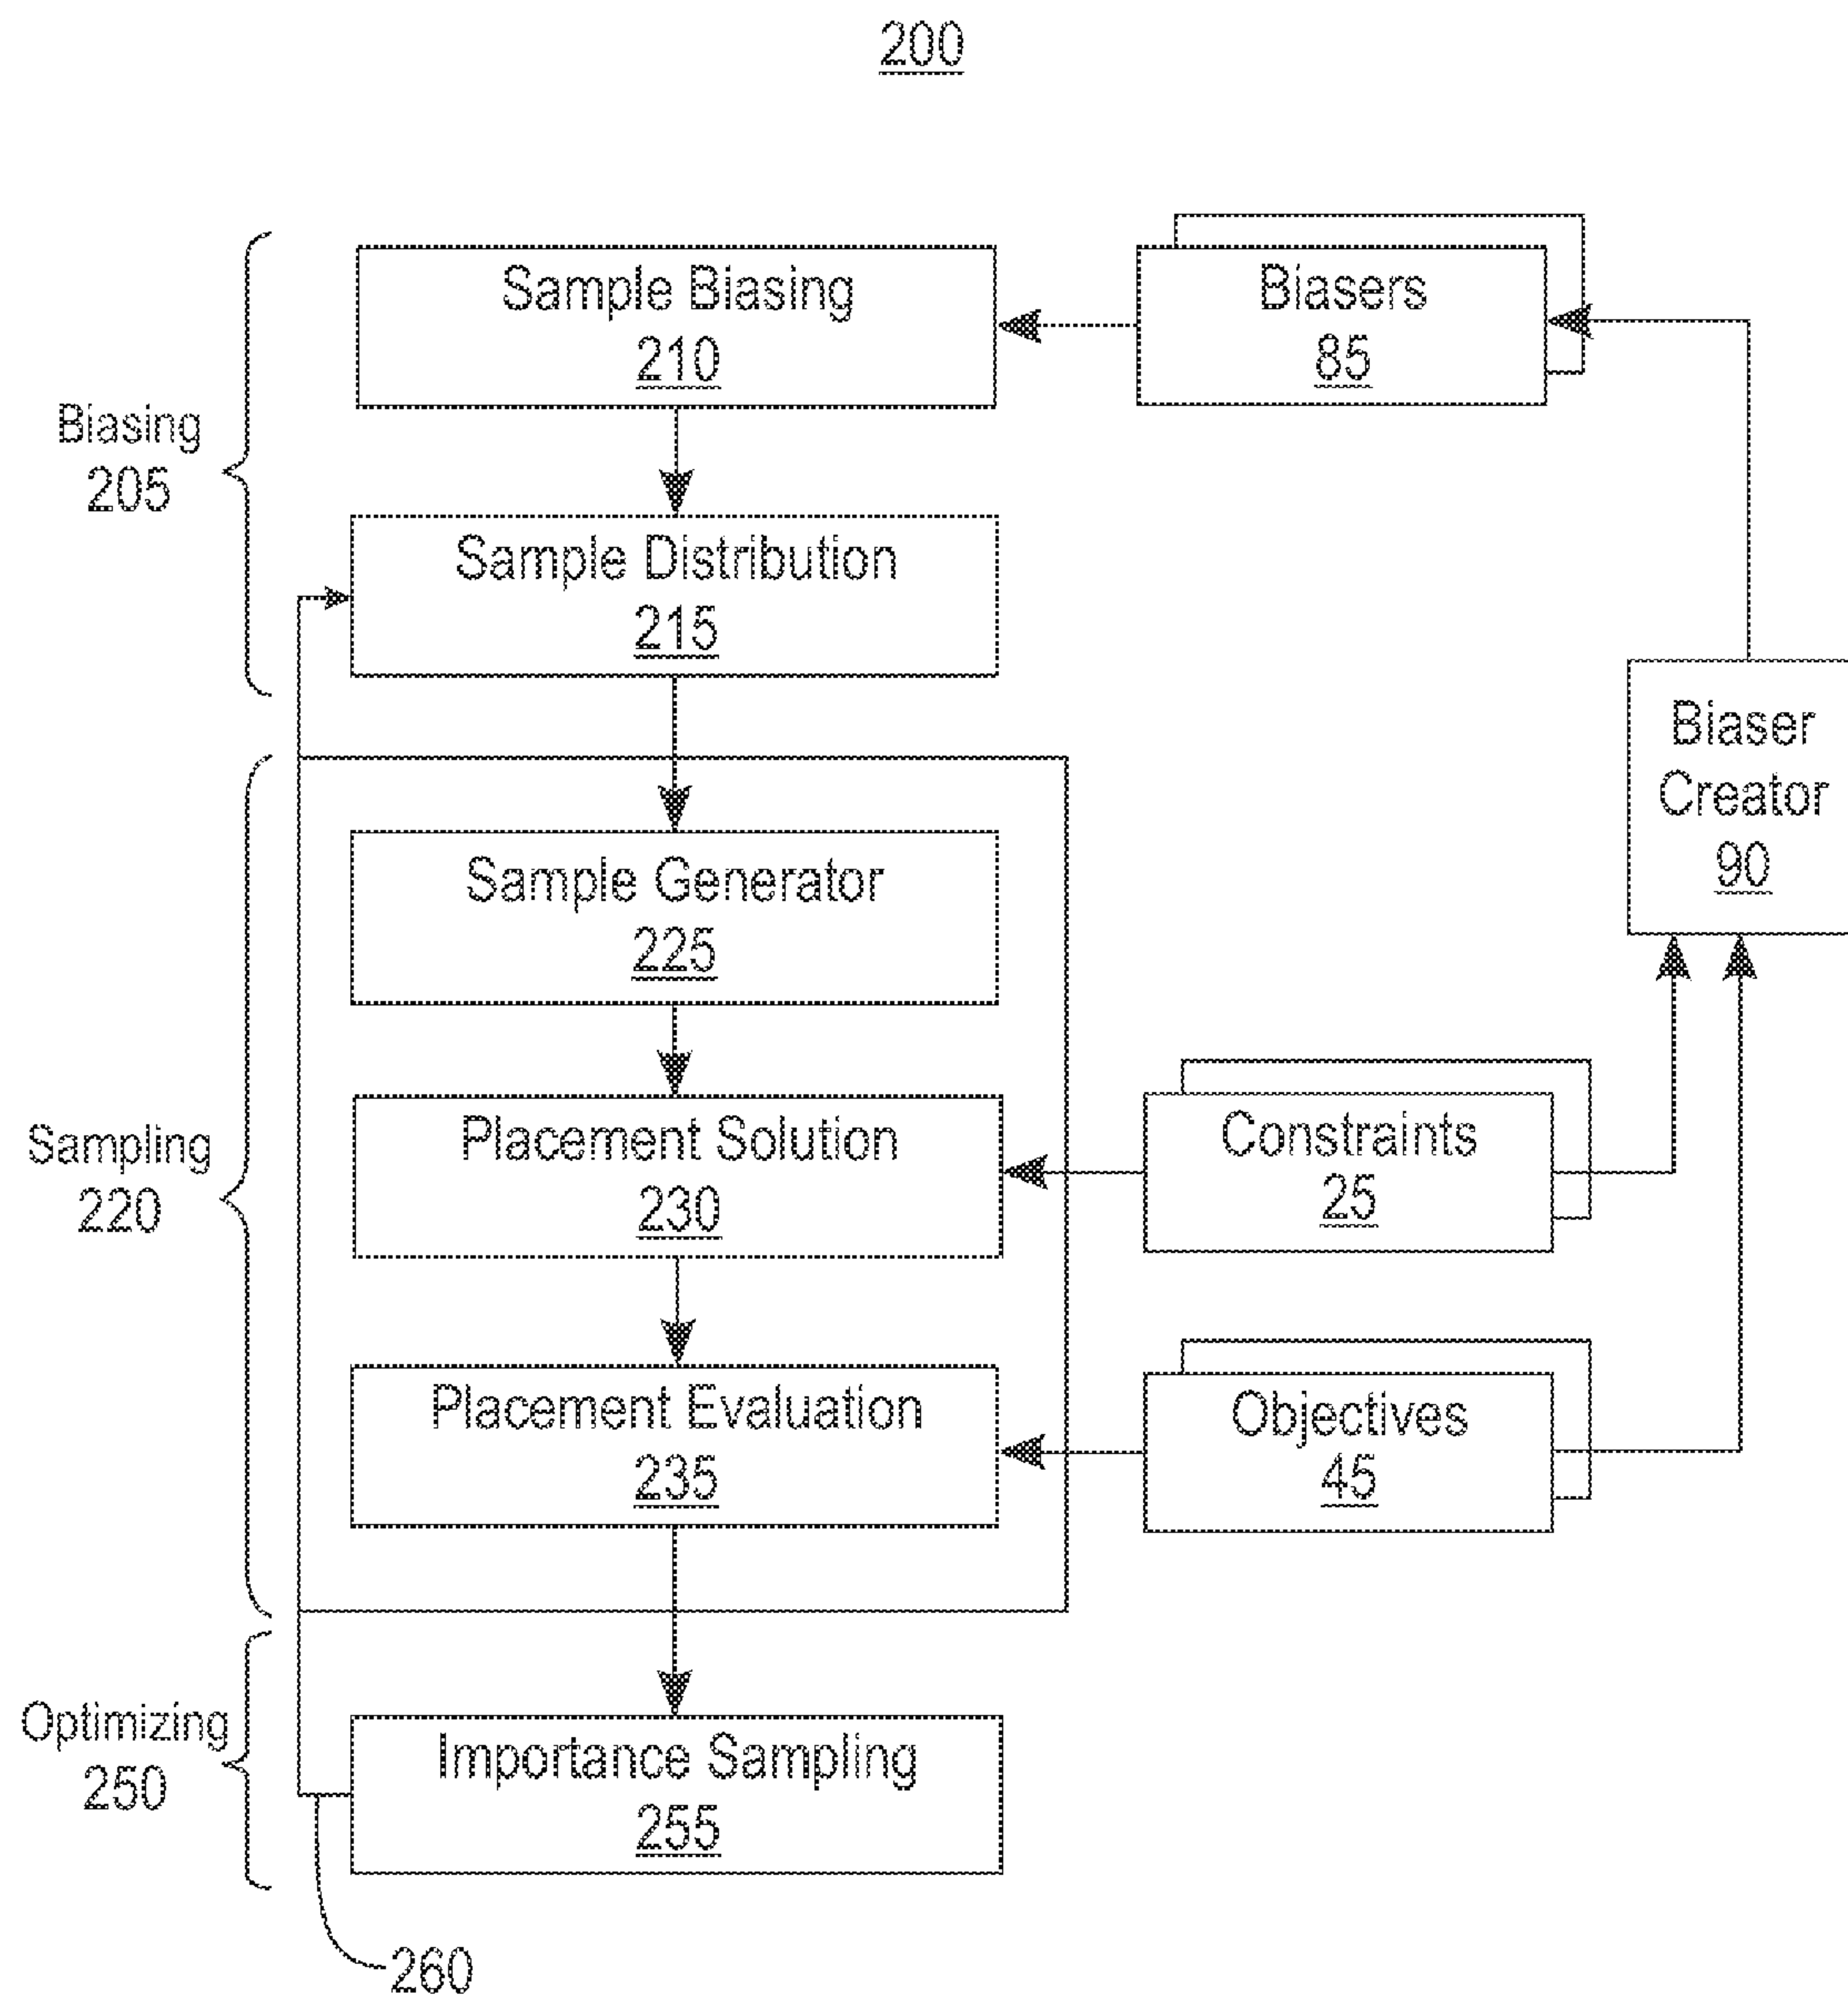 200
Sample Biasing
210
Biasers
85
Biasing
205
Sample Distribution
215
Biaser
Creator
90
Sample Generator
225
Sampling
220
Placement Solution
230
Constraints
25
Placement Evaluation
235
Objectives
45
Optimizing
250
Importance Sampling
255
260